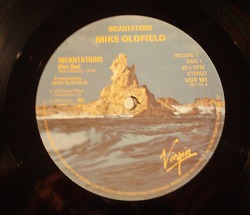 INCANTATIONS
MIKE OLDFIELD
INCANTATIONS
(Part One)
Produced by
MIKE OLDFIELD
RECORD 1
SIDE 1
33⅓ RPM
STEREO
VDT 101
Virgin